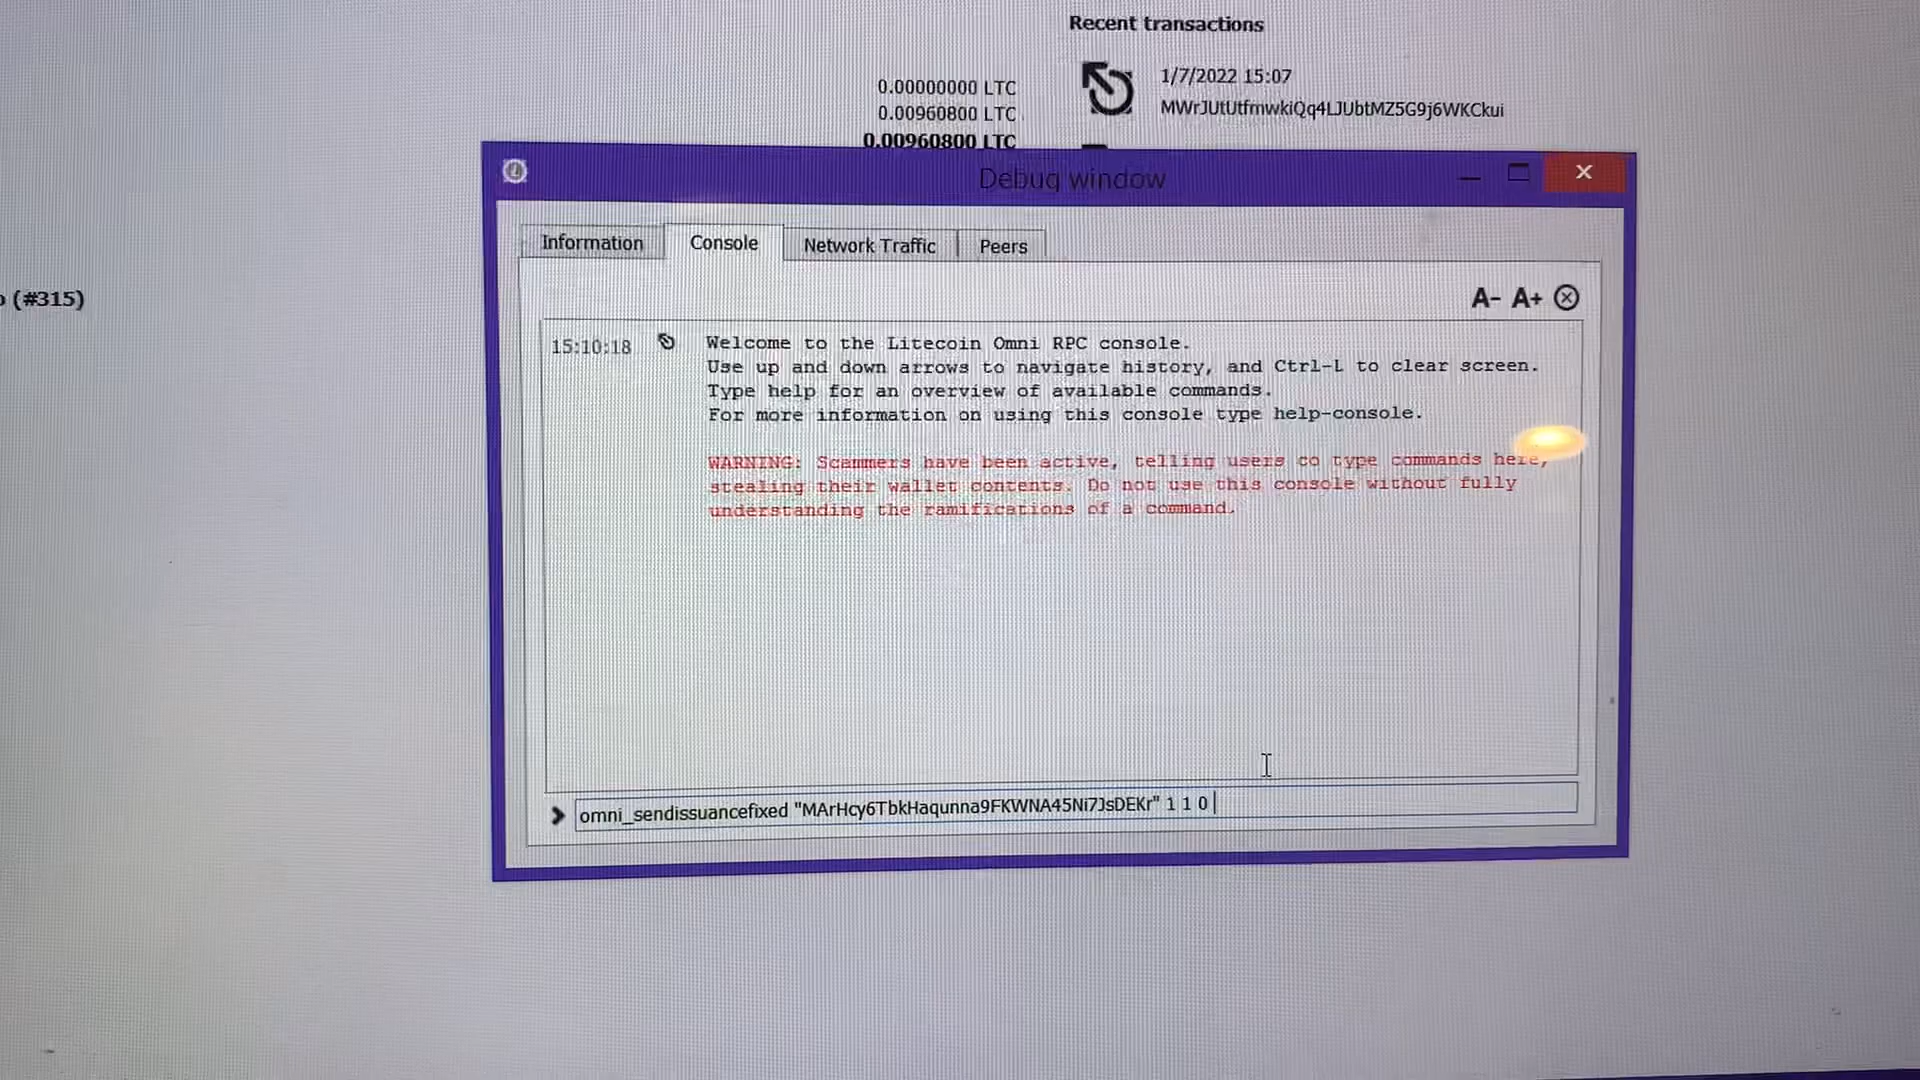 Recent transactions
0.00000000 LTC
0.00960800 LTC
0.00960800 LTC
1/7/2022 15:07
MWrJUtUtfmwkiQq4LJUbtMZ5G9j6WKCkui
(#315)
Debug window
Information
Console
Network Traffic
Peers
A- A+
15:10:18
Welcome to the Litecoin Omni RPC console.
Use up and down arrows to navigate history, and Ctrl-L to clear screen.
Type help for an overview of available commands.
For more information on using this console type help-console.
WARNING: Scammers have been active, telling users to type commands here,
stealing their wallet contents. Do not use this console without fully
understanding the ramifications of a command.
omni_sendissuancefixed "MArHcy6TbkHaqunna9FKWNA45Ni7JsDEKr" 1 1 0